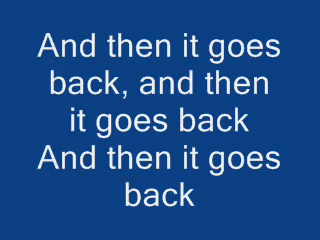 And then it goes
back, and then
it goes back
And then it goes
back